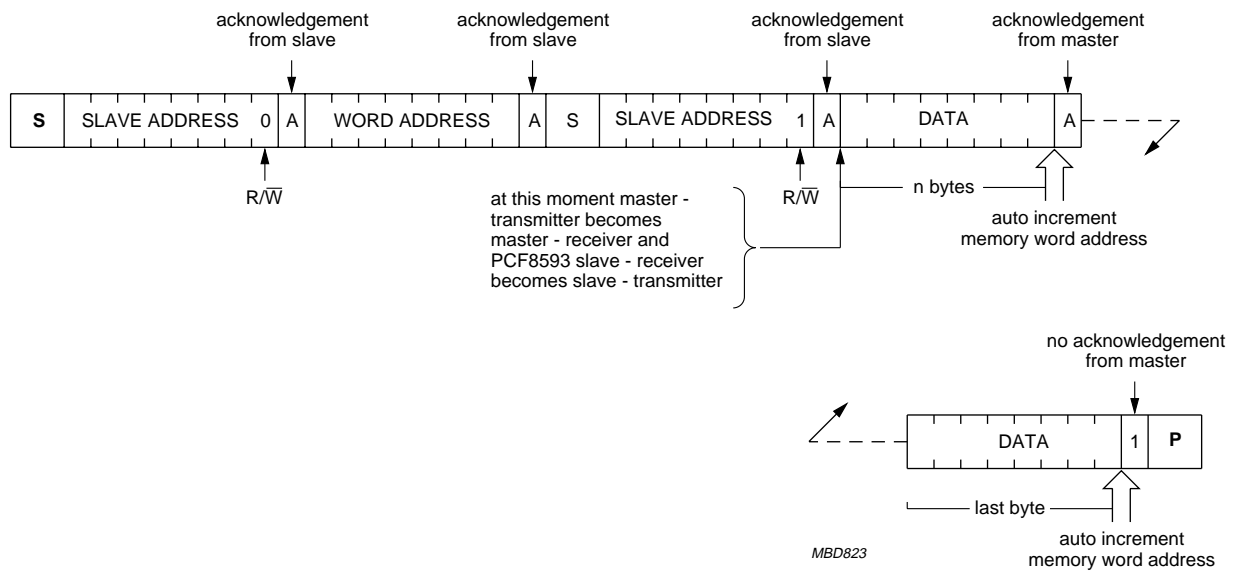 acknowledgement
from slave
acknowledgement
from slave
acknowledgement
from slave
acknowledgement
from master
S SLAVE ADDRESS 0 A WORD ADDRESS A S SLAVE ADDRESS 1 A DATA A
R/W̅
R/W̅
at this moment master -
transmitter becomes
master - receiver and
PCF8593 slave - receiver
becomes slave - transmitter
n bytes
auto increment
memory word address
no acknowledgement
from master
DATA 1 P
last byte
auto increment
memory word address
MBD823